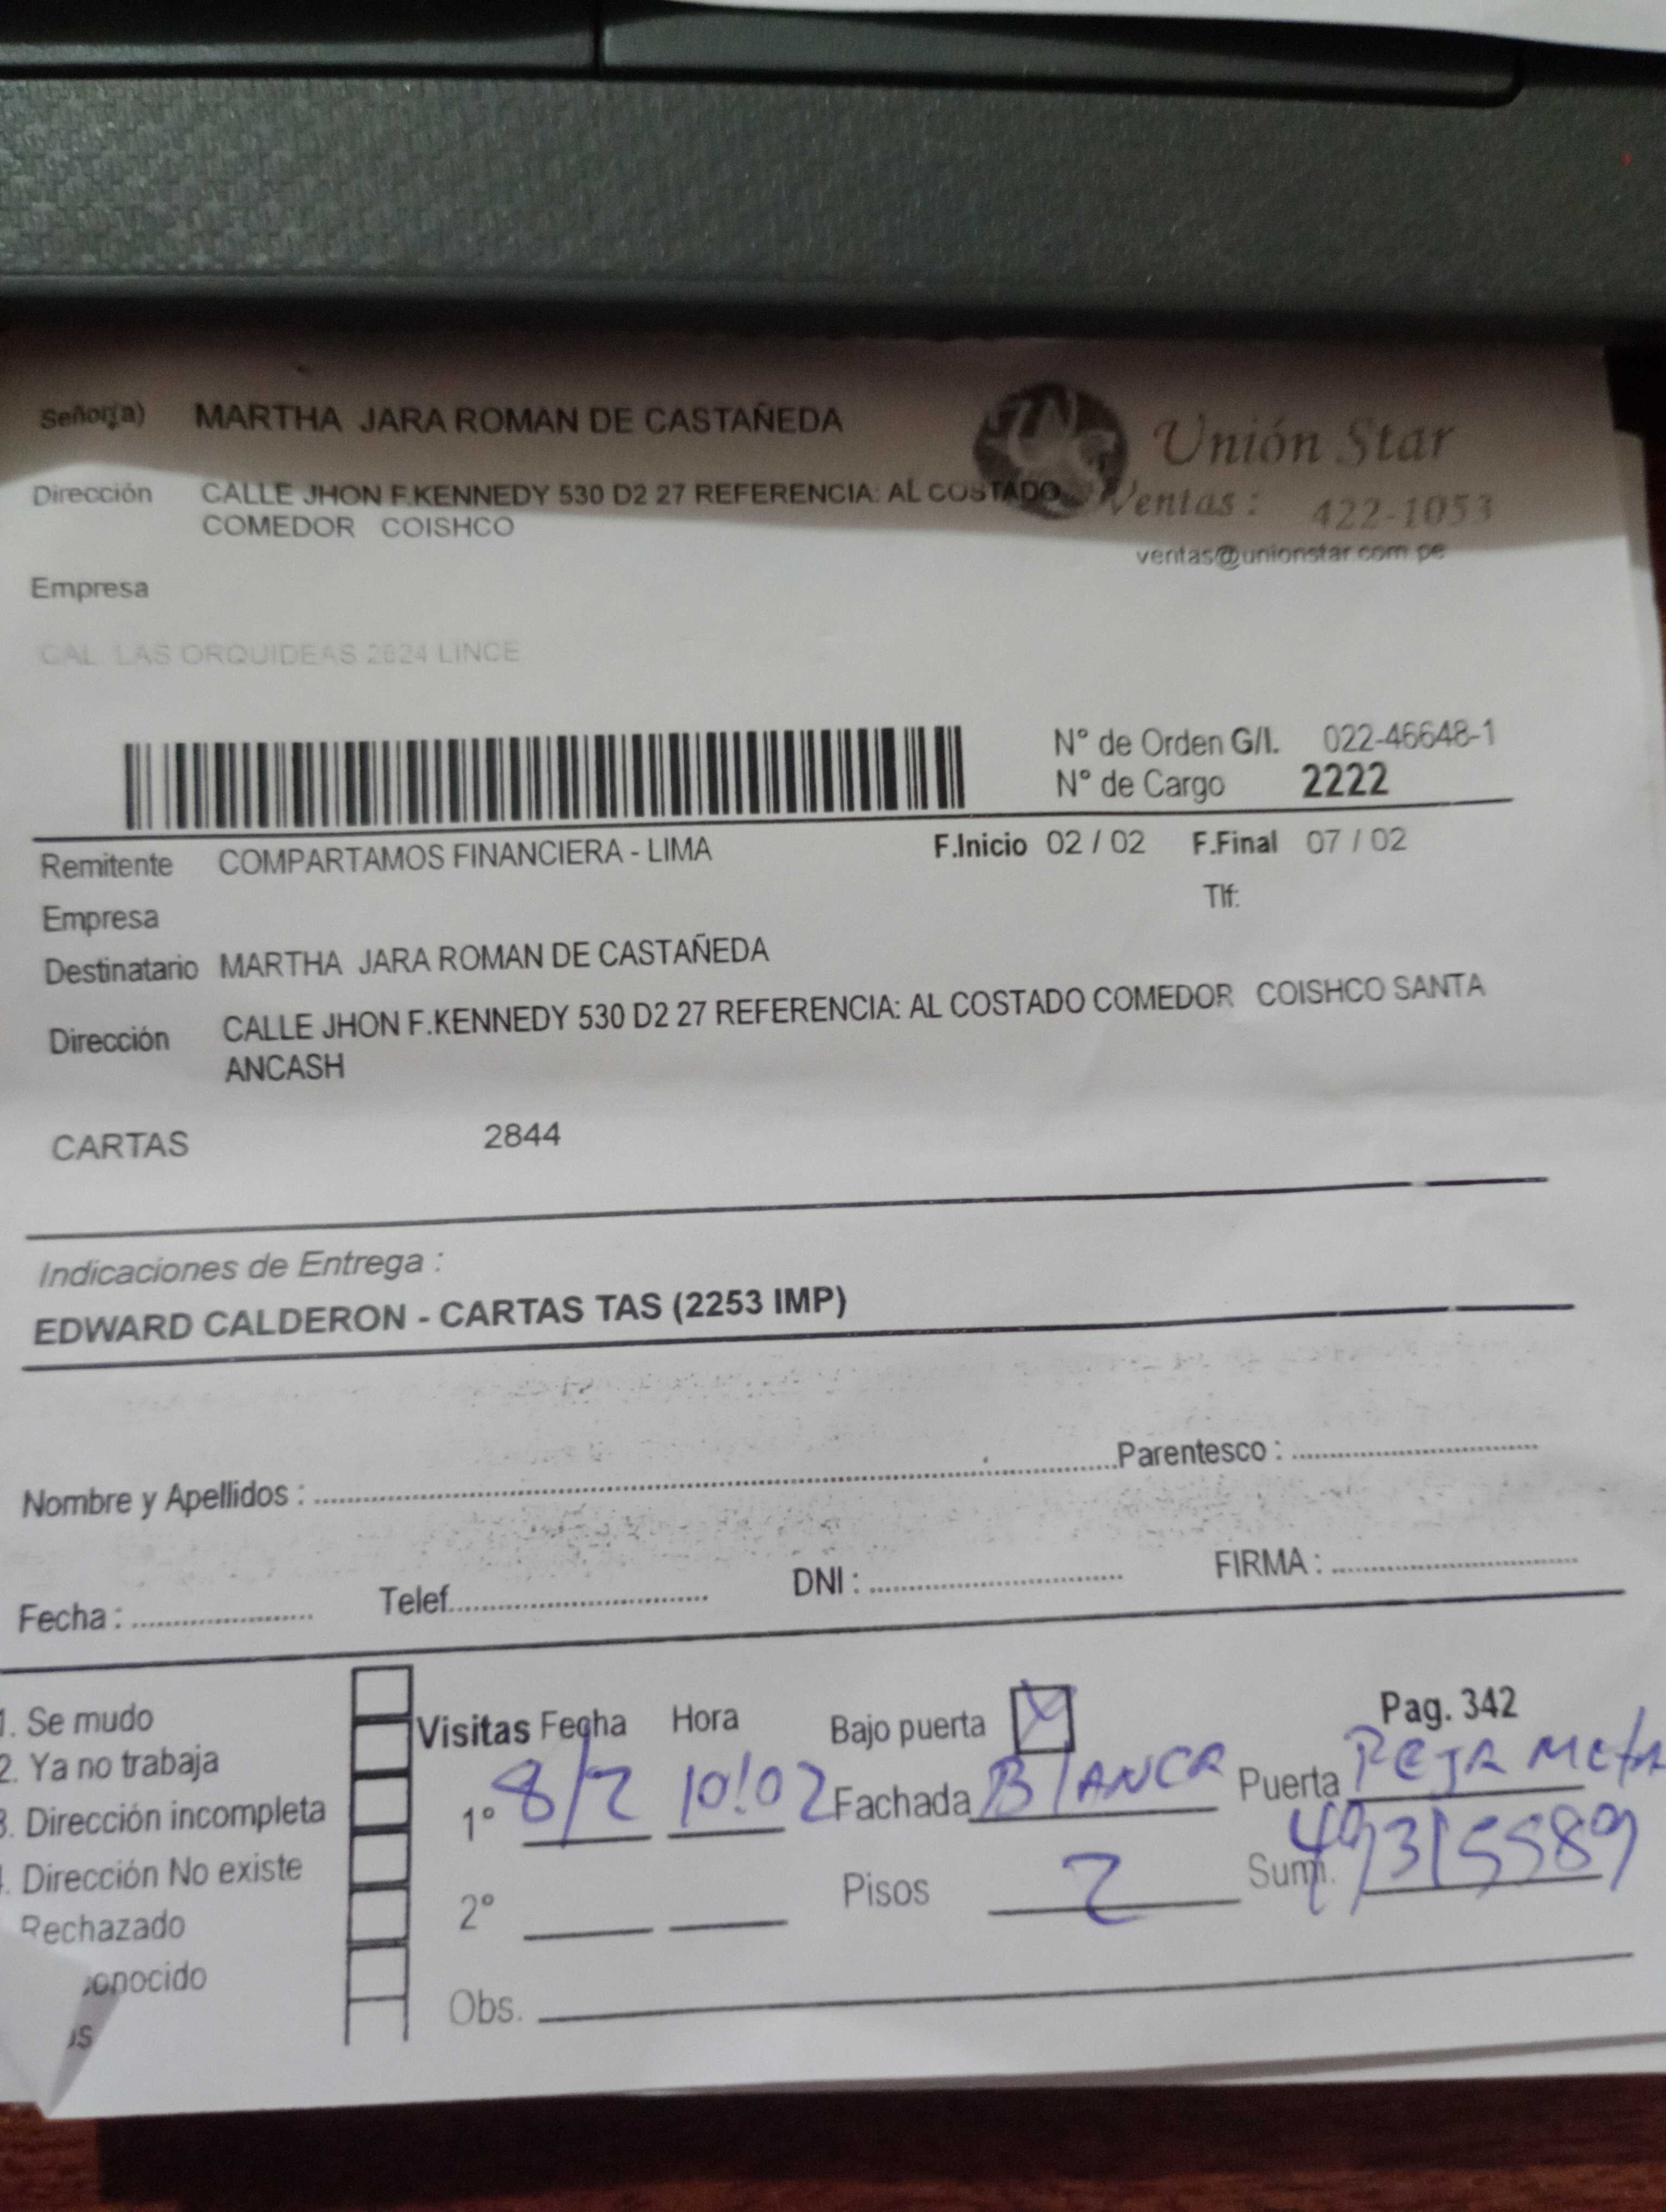 Señor(a) MARTHA JARA ROMAN DE CASTAÑEDA
Unión Star
Dirección CALLE JHON F.KENNEDY 530 D2 27 REFERENCIA: AL COSTADO
COMEDOR COISHCO
Ventas : 422-1053
ventas@unionstar.com.pe
Empresa
CAL. LAS ORQUIDEAS 2624 LINCE
N° de Orden G/I. 022-46648-1
N° de Cargo 2222
Remitente COMPARTAMOS FINANCIERA - LIMA F.Inicio 02 / 02 F.Final 07 / 02
Empresa Tlf:
Destinatario MARTHA JARA ROMAN DE CASTAÑEDA
Dirección CALLE JHON F.KENNEDY 530 D2 27 REFERENCIA: AL COSTADO COMEDOR COISHCO SANTA
ANCASH
CARTAS 2844
Indicaciones de Entrega :
EDWARD CALDERON - CARTAS TAS (2253 IMP)
Nombre y Apellidos : Parentesco :
Fecha : Telef. DNI : FIRMA :
1. Se mudo
2. Ya no trabaja
3. Dirección incompleta
. Dirección No existe
Rechazado
onocido
os
Visitas Fecha Hora Bajo puerta X Pag. 342
1° 8/2 10:02 Fachada BLANCA Puerta REJA
2° Pisos 2 Sum. 49315589
Obs.